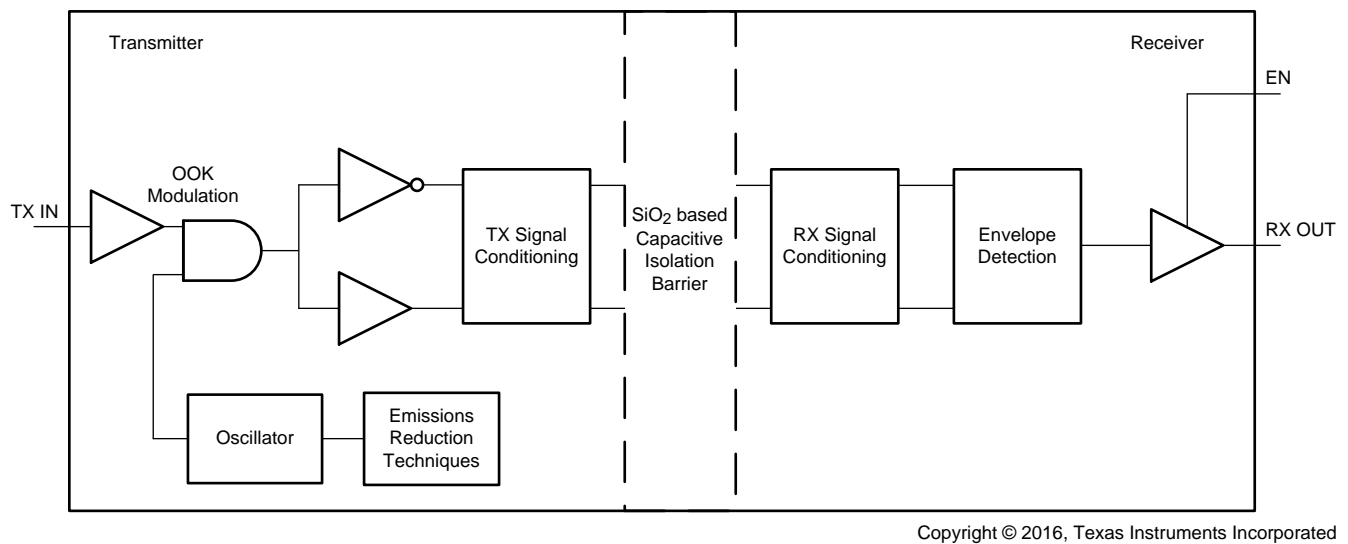 Transmitter
Receiver
EN
OOK
Modulation
TX IN
TX Signal
Conditioning
SiO2 based
Capacitive
Isolation
Barrier
RX Signal
Conditioning
Envelope
Detection
RX OUT
Oscillator
Emissions
Reduction
Techniques
Copyright © 2016, Texas Instruments Incorporated